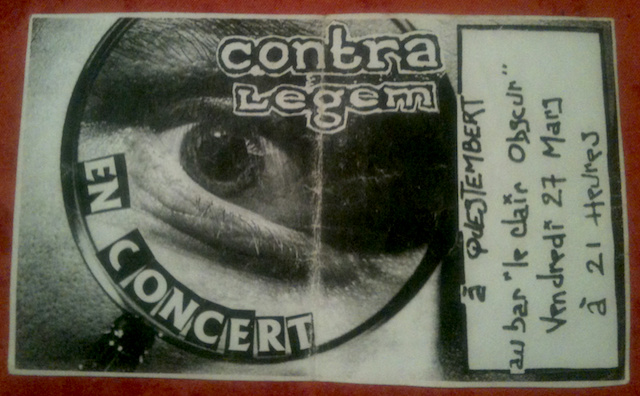 contra
Legem
EN CONCERT
à QUESTEMBERT
au bar "le clair Obscur"
Vendredi 27 Mars
à 21 Heures